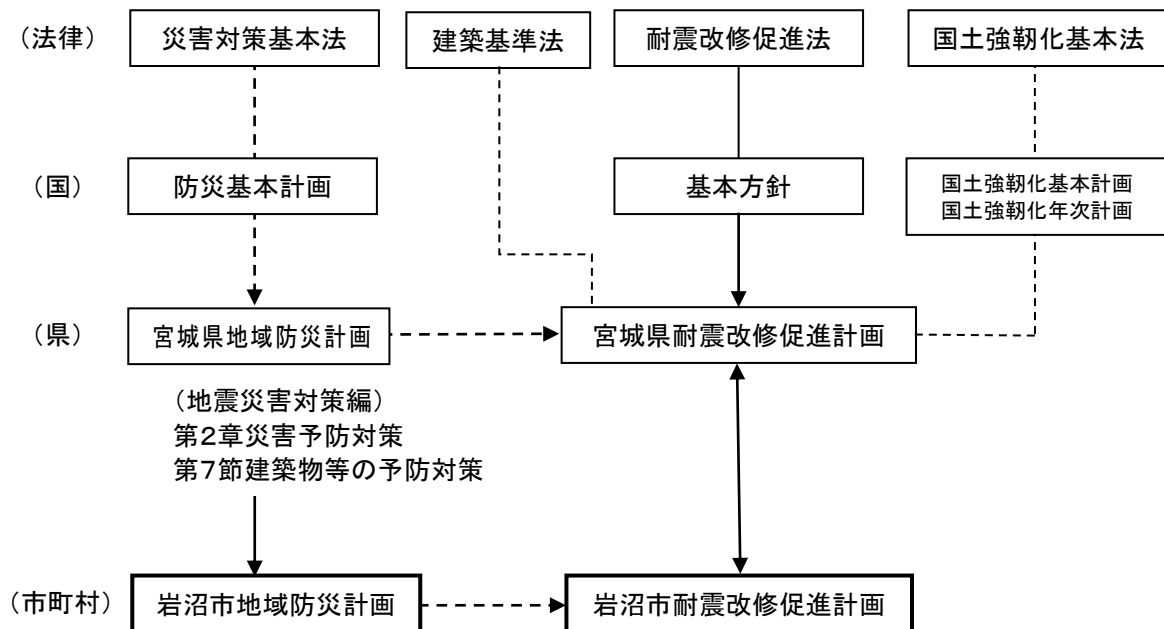 （法律）
災害対策基本法
建築基準法
耐震改修促進法
国土強靭化基本法
（国）
防災基本計画
基本方針
国土強靭化基本計画
国土強靭化年次計画
（県）
宮城県地域防災計画
宮城県耐震改修促進計画
（地震災害対策編）
第２章災害予防対策
第７節建築物等の予防対策
（市町村）
岩沼市地域防災計画
岩沼市耐震改修促進計画